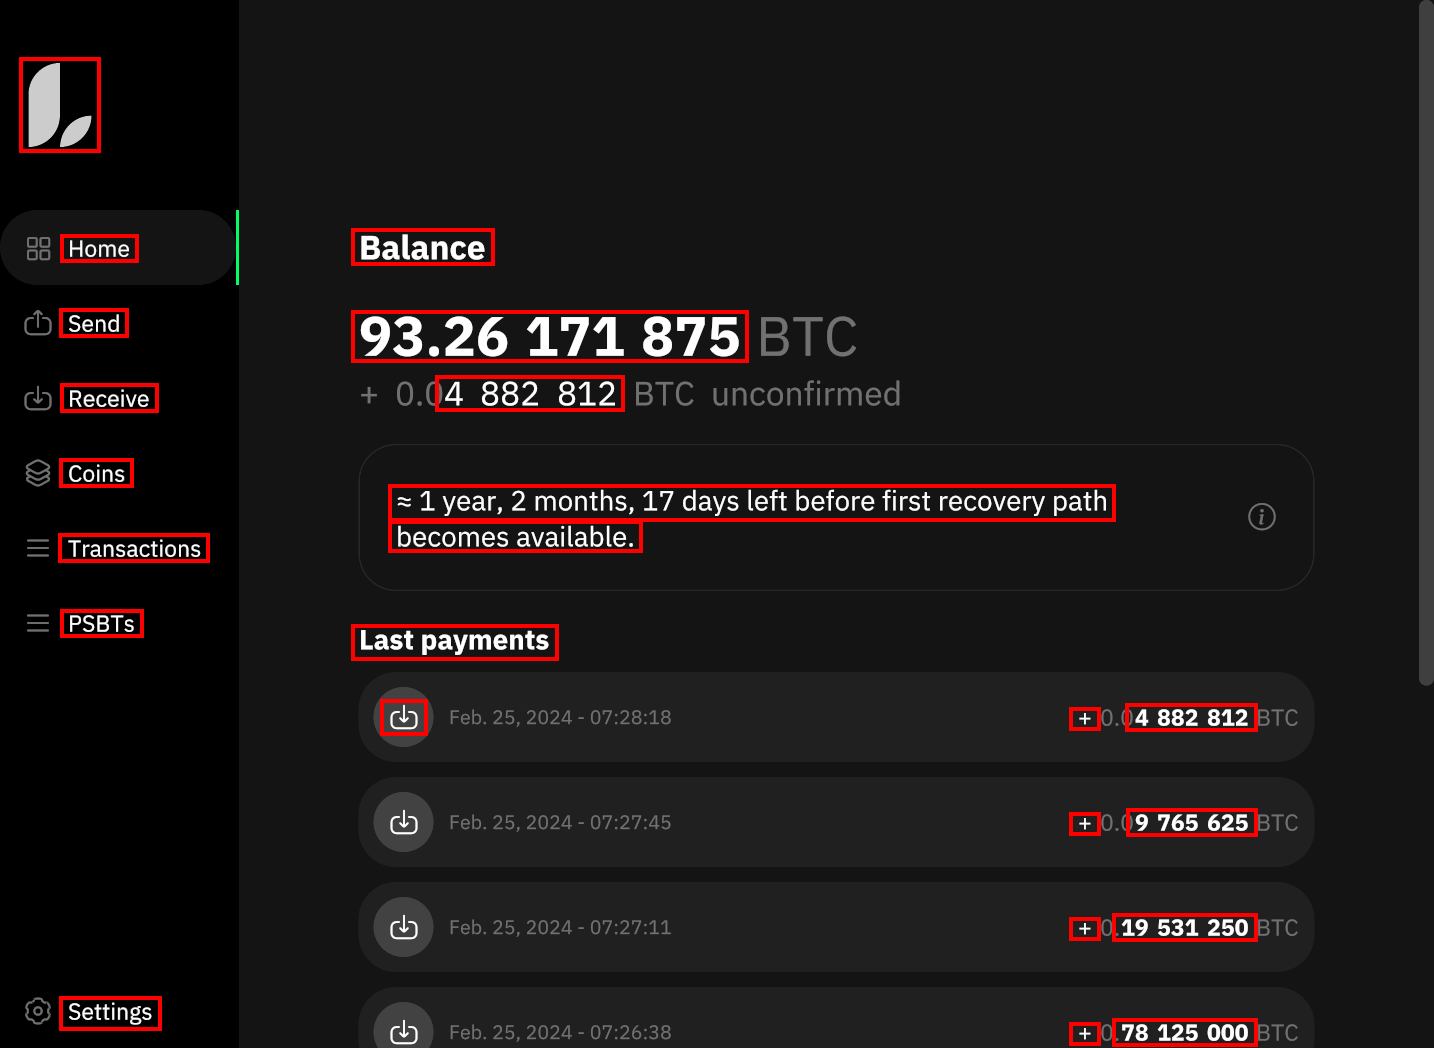 Home
Send
Receive
Coins
Transactions
PSBTs
Settings
Balance
93.26 171 875 BTC
+ 0.04 882 812 BTC unconfirmed
≈ 1 year, 2 months, 17 days left before first recovery path
becomes available.
Last payments
Feb. 25, 2024 - 07:28:18 + 0.04 882 812 BTC
Feb. 25, 2024 - 07:27:45 + 0.09 765 625 BTC
Feb. 25, 2024 - 07:27:11 + 0.19 531 250 BTC
Feb. 25, 2024 - 07:26:38 + 0.78 125 000 BTC